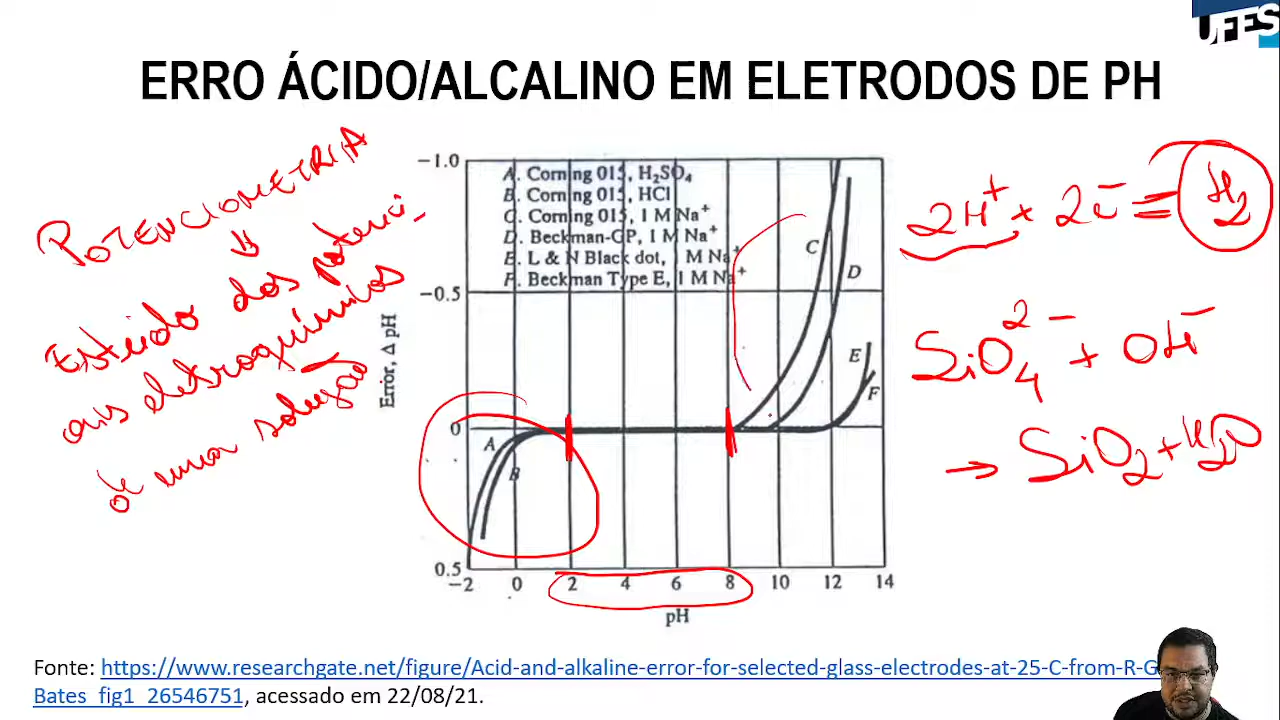 UFES
ERRO ÁCIDO/ALCALINO EM ELETRODOS DE PH
POTENCIOMETRIA
Estudo dos potenci-
ais eletroquímicos
de uma solução
-1.0
-0.5
0
0.5
Error, Δ pH
A. Corning 015, H₂SO₄
B. Corning 015, HCl
C. Corning 015, 1 M Na⁺
D. Beckman-GP, 1 M Na⁺
E. L & N Black dot, 1 M Na⁺
F. Beckman Type E, 1 M Na⁺
C
D
E
F
A
B
-2 0 2 4 6 8 10 12 14
pH
2H⁺ + 2e⁻ = H₂
SiO₄²⁻ + OH⁻
→ SiO₂ + H₂O
Fonte: https://www.researchgate.net/figure/Acid-and-alkaline-error-for-selected-glass-electrodes-at-25-C-from-R-G
Bates_fig1_26546751, acessado em 22/08/21.